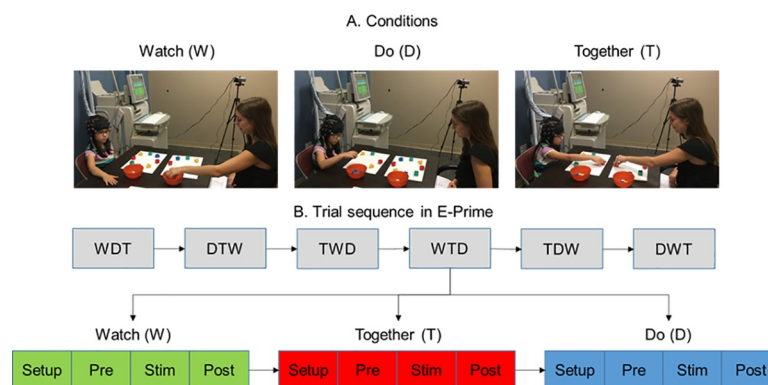 A. Conditions
Watch (W) Do (D) Together (T)
B. Trial sequence in E-Prime
WDT DTW TWD WTD TDW DWT
Watch (W) Together (T) Do (D)
Setup Pre Stim Post Setup Pre Stim Post Setup Pre Stim Post